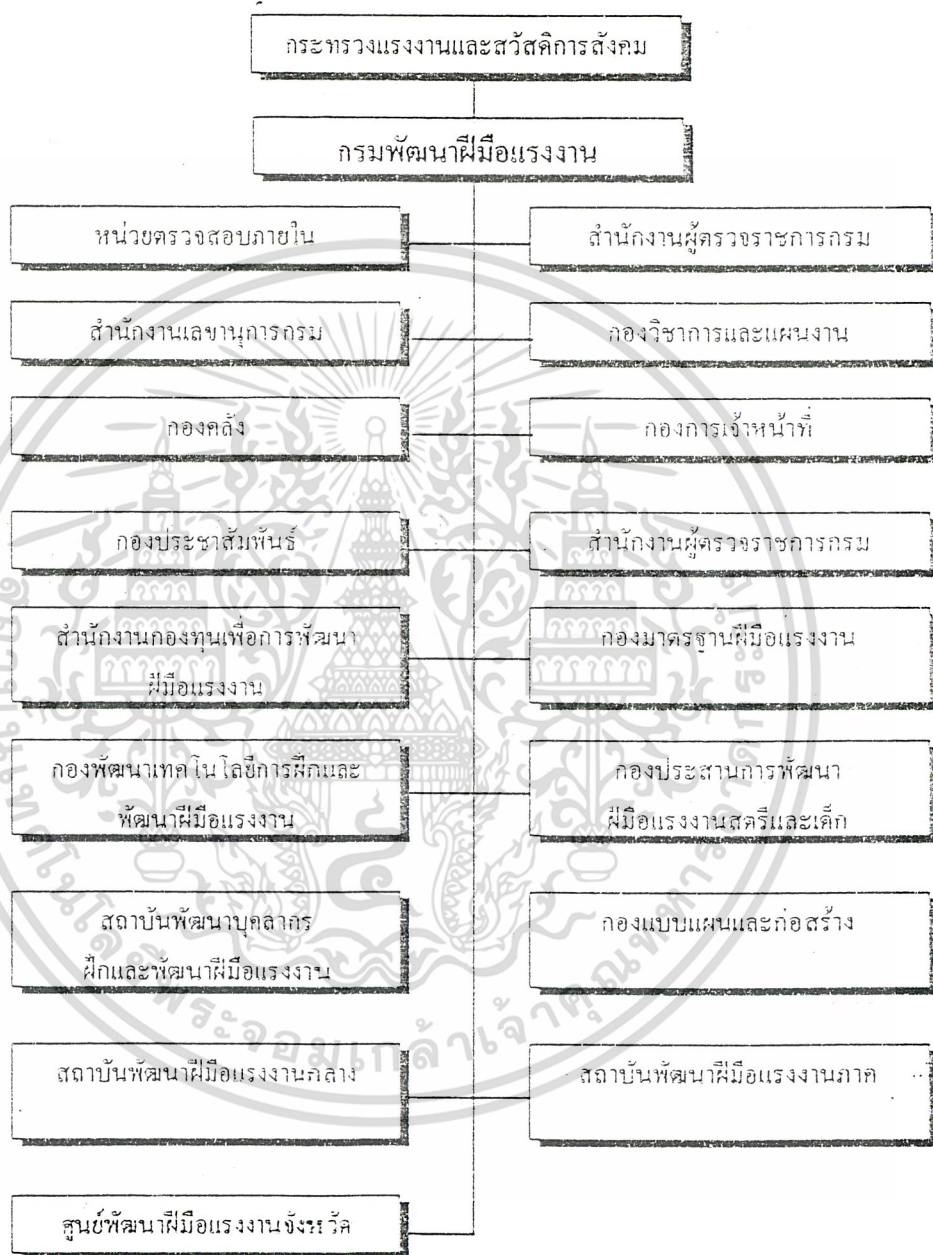 กระทรวงแรงงานและสวัสดิการสังคม
กรมพัฒนาฝีมือแรงงาน
หน่วยตรวจสอบภายใน
สำนักงานผู้ตรวจราชการกรม
สำนักงานเลขานุการกรม
กองวิชาการและแผนงาน
กองคลัง
กองการเจ้าหน้าที่
กองประชาสัมพันธ์
สำนักงานผู้ตรวจราชการกรม
สำนักงานกองทุนเพื่อการพัฒนา
ฝีมือแรงงาน
กองมาตรฐานฝีมือแรงงาน
กองพัฒนาเทคโนโลยีการฝึกและ
พัฒนาฝีมือแรงงาน
กองประสานการพัฒนา
ฝีมือแรงงานสตรีและเด็ก
สถาบันพัฒนาบุคลากร
ฝึกและพัฒนาฝีมือแรงงาน
กองแบบแผนและก่อสร้าง
สถาบันพัฒนาฝีมือแรงงานกลาง
สถาบันพัฒนาฝีมือแรงงานภาค
ศูนย์พัฒนาฝีมือแรงงานจังหวัด
พระจอมเกล้าเจ้าคุณทหาร